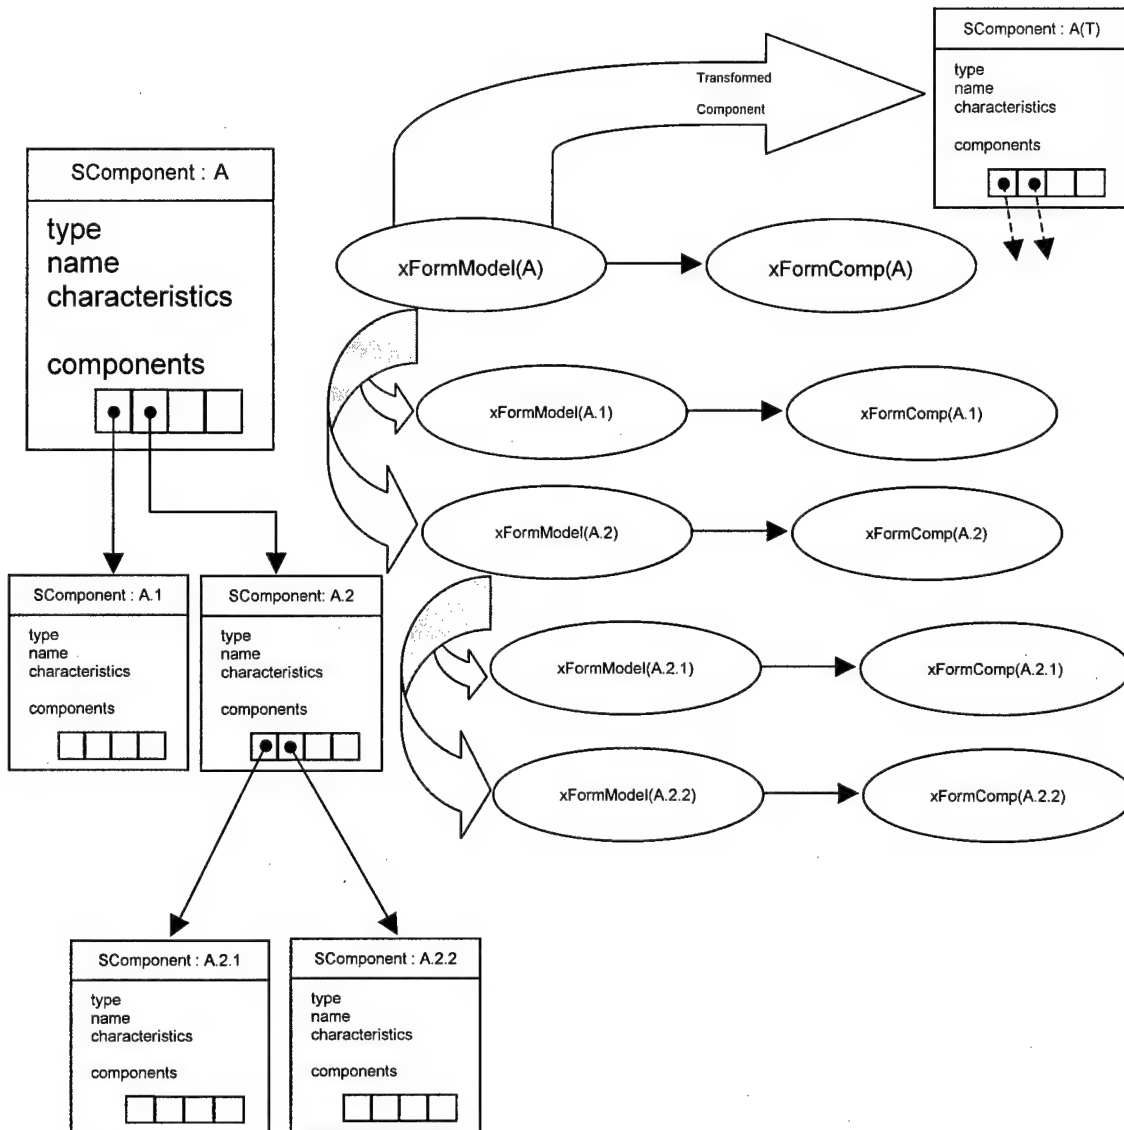 SComponent : A(T)
type
name
characteristics
components
Transformed
Component
SComponent : A
type
name
characteristics
components
xFormModel(A)
xFormComp(A)
xFormModel(A.1)
xFormComp(A.1)
xFormModel(A.2)
xFormComp(A.2)
SComponent : A.1
type
name
characteristics
components
SComponent: A.2
type
name
characteristics
components
xFormModel(A.2.1)
xFormComp(A.2.1)
xFormModel(A.2.2)
xFormComp(A.2.2)
SComponent : A.2.1
type
name
characteristics
components
SComponent : A.2.2
type
name
characteristics
components